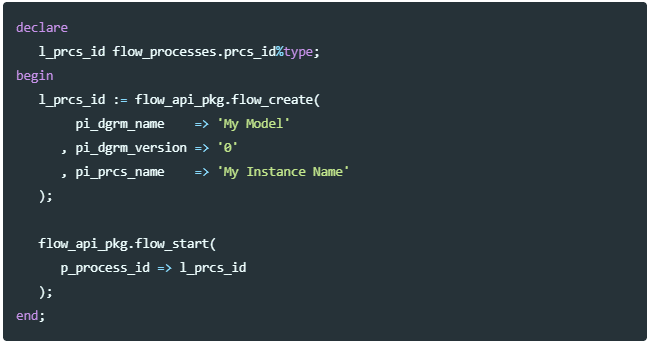 declare
   l_prcs_id flow_processes.prcs_id%type;
begin
   l_prcs_id := flow_api_pkg.flow_create(
        pi_dgrm_name    => 'My Model'
      , pi_dgrm_version => '0'
      , pi_prcs_name    => 'My Instance Name'
   );

   flow_api_pkg.flow_start(
      p_process_id => l_prcs_id
   );
end;